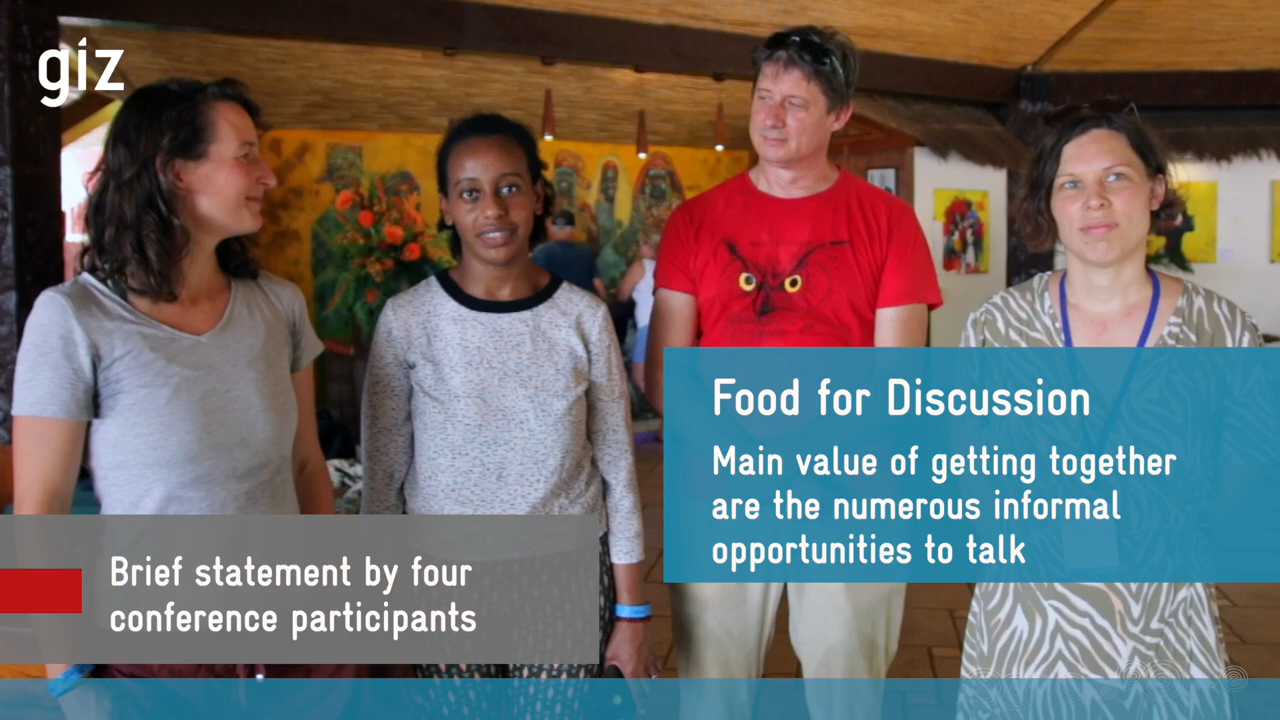 giz
Food for Discussion
Main value of getting together
are the numerous informal
opportunities to talk
Brief statement by four
conference participants